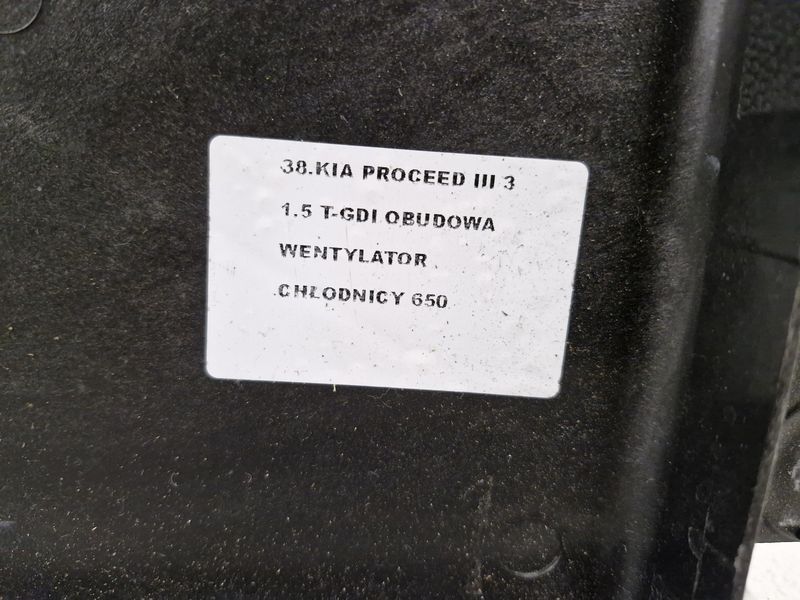 38.KIA PROCEED III 3
1.5 T-GDI OBUDOWA
WENTYLATOR
CHŁODNICY 650